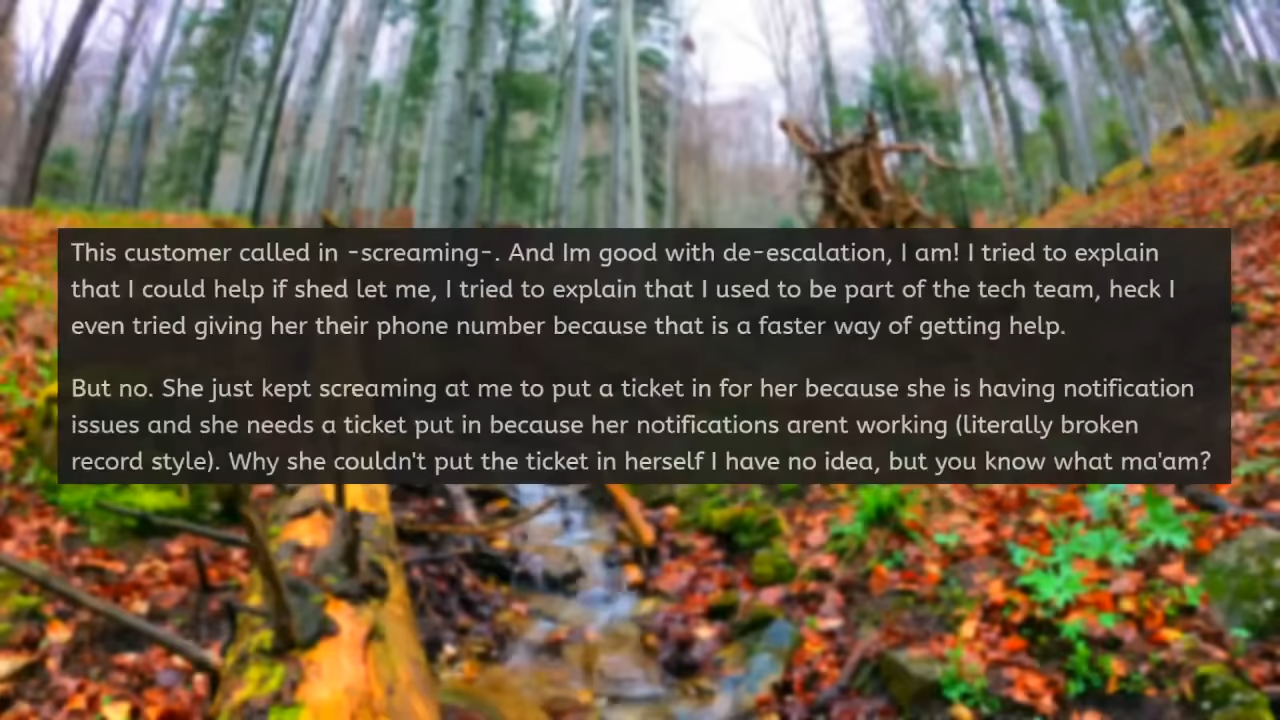 This customer called in -screaming-. And Im good with de-escalation, I am! I tried to explain
that I could help if shed let me, I tried to explain that I used to be part of the tech team, heck I
even tried giving her their phone number because that is a faster way of getting help.
But no. She just kept screaming at me to put a ticket in for her because she is having notification
issues and she needs a ticket put in because her notifications arent working (literally broken
record style). Why she couldn't put the ticket in herself I have no idea, but you know what ma'am?